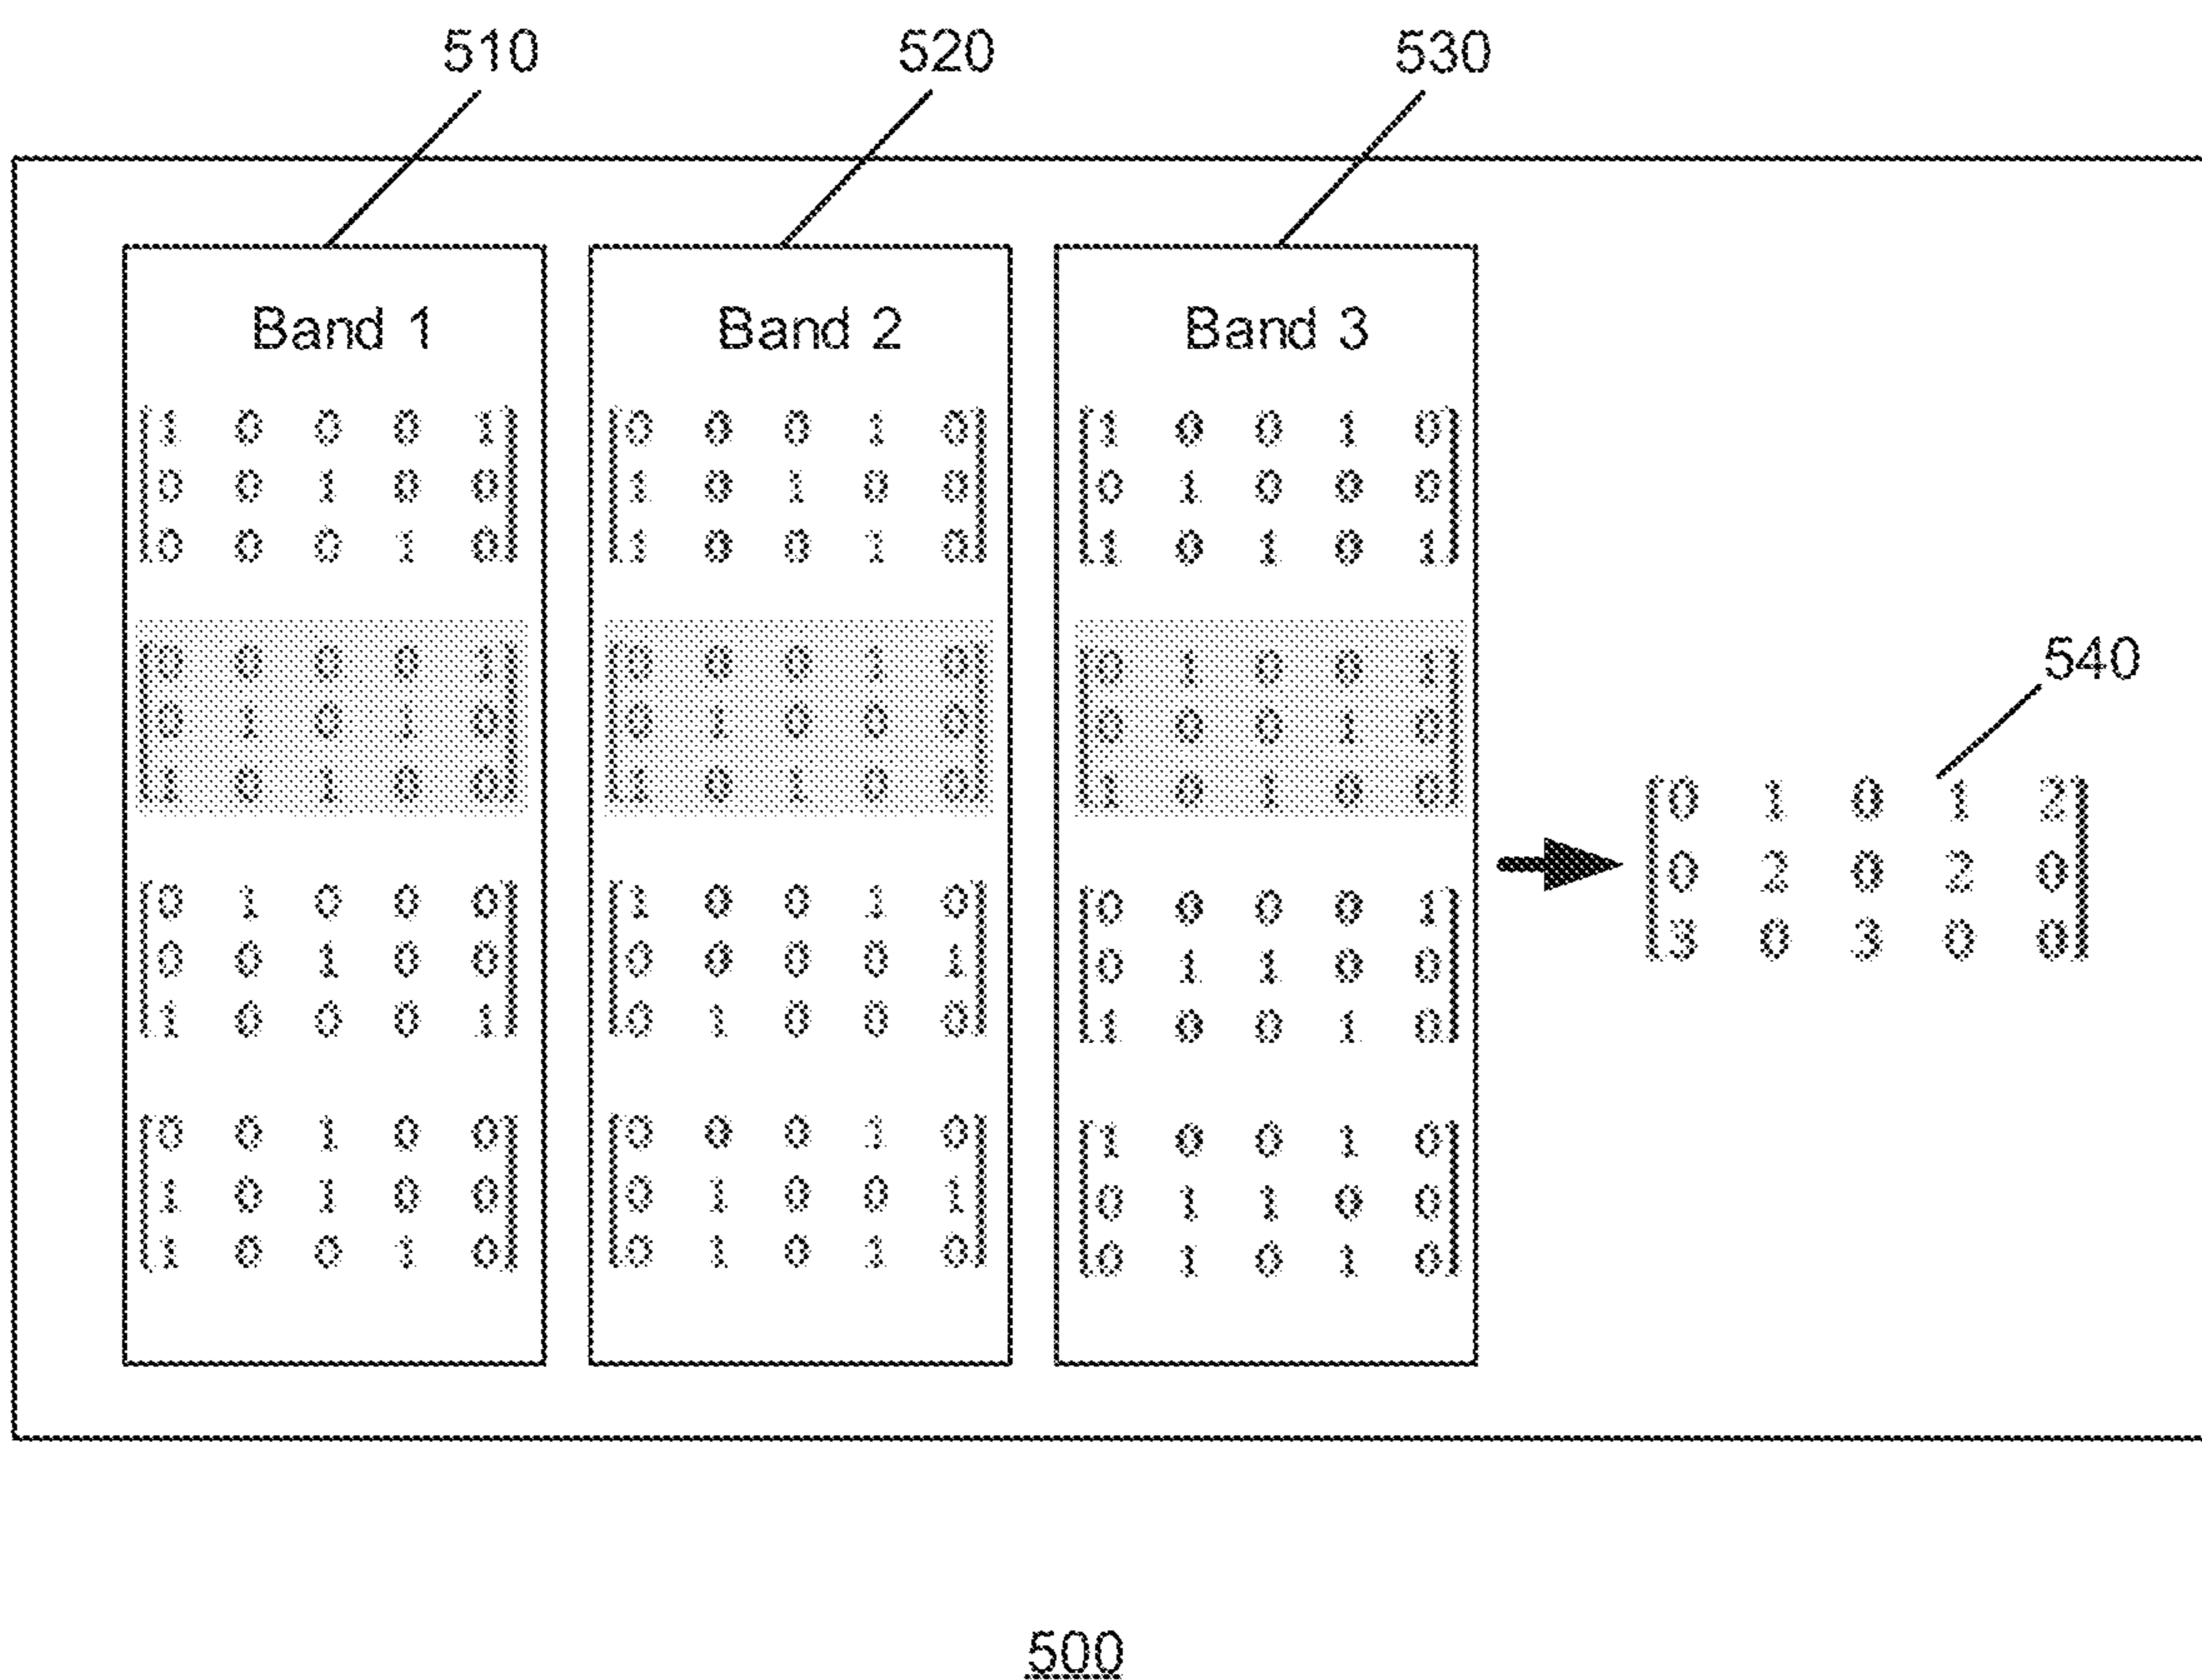 510 520 530
Band 1 Band 2 Band 3
1 0 0 0 1 0 0 0 1 0 1 0 0 1 0
0 0 1 0 0 1 0 1 0 0 0 1 0 0 0
0 0 0 1 0 1 0 0 1 0 1 0 1 0 1
540
0 0 0 0 1 0 0 0 1 0 0 1 0 0 1
0 1 0 1 0 0 1 0 0 0 0 0 0 1 0
1 0 1 0 0 1 0 1 0 0 1 0 1 0 0
0 1 0 1 2
0 2 0 2 0
3 0 3 0 0
0 1 0 0 0 1 0 0 1 0 0 0 0 0 1
0 0 1 0 0 0 0 0 0 1 0 1 1 0 0
1 0 0 0 1 0 1 0 0 0 1 0 0 1 0
0 0 1 0 0 0 0 0 1 0 1 0 0 1 0
1 0 1 0 0 0 1 0 0 1 0 1 1 0 0
1 0 0 1 0 0 1 0 1 0 0 1 0 1 0
500